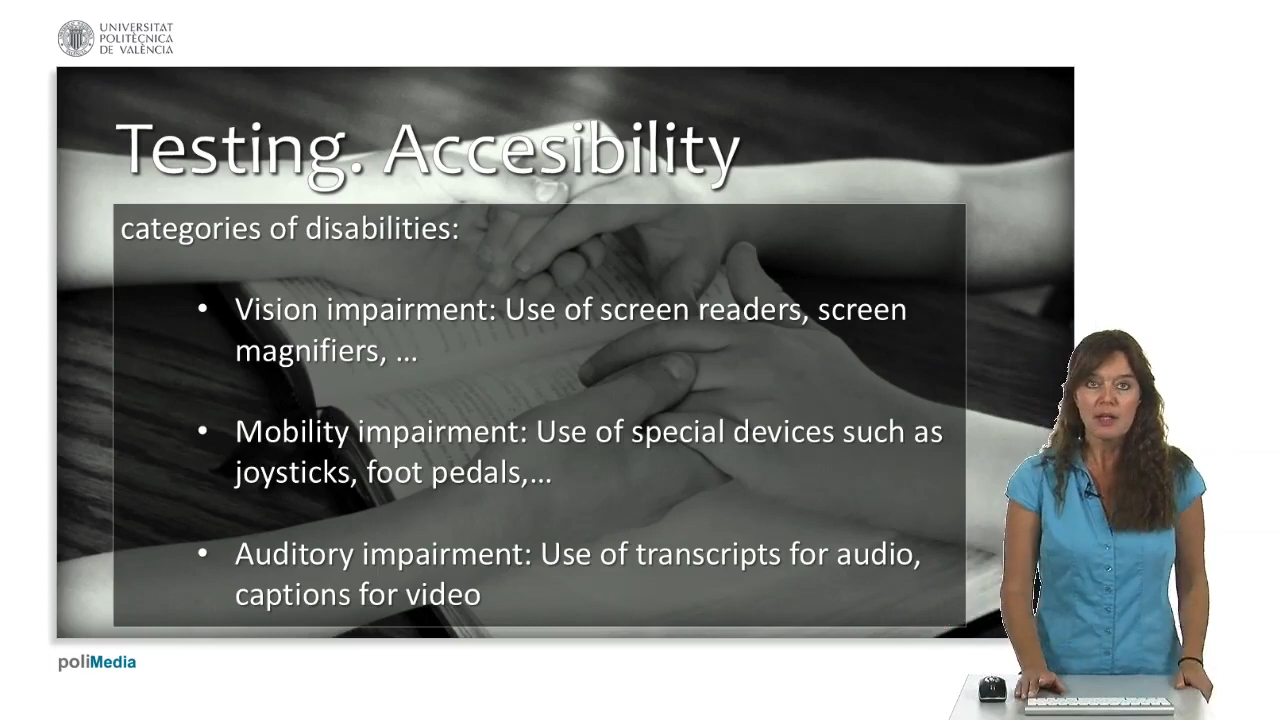 UNIVERSITAT
POLITÈCNICA
DE VALÈNCIA
Testing. Accesibility
categories of disabilities:
• Vision impairment: Use of screen readers, screen
magnifiers, ...
• Mobility impairment: Use of special devices such as
joysticks, foot pedals,...
• Auditory impairment: Use of transcripts for audio,
captions for video
poliMedia